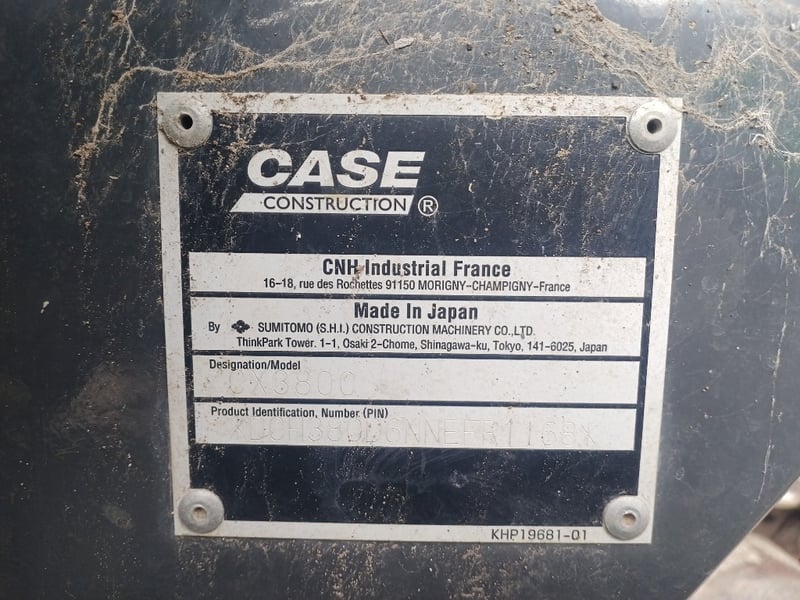 CASE
CONSTRUCTION ®
CNH Industrial France
16-18, rue des Rochettes 91150 MORIGNY-CHAMPIGNY-France
Made In Japan
By SUMITOMO (S.H.I.) CONSTRUCTION MACHINERY CO.,LTD.
ThinkPark Tower. 1-1, Osaki 2-Chome, Shinagawa-ku, Tokyo, 141-6025, Japan
Designation/Model
Product Identification, Number (PIN)
KHP19681-01